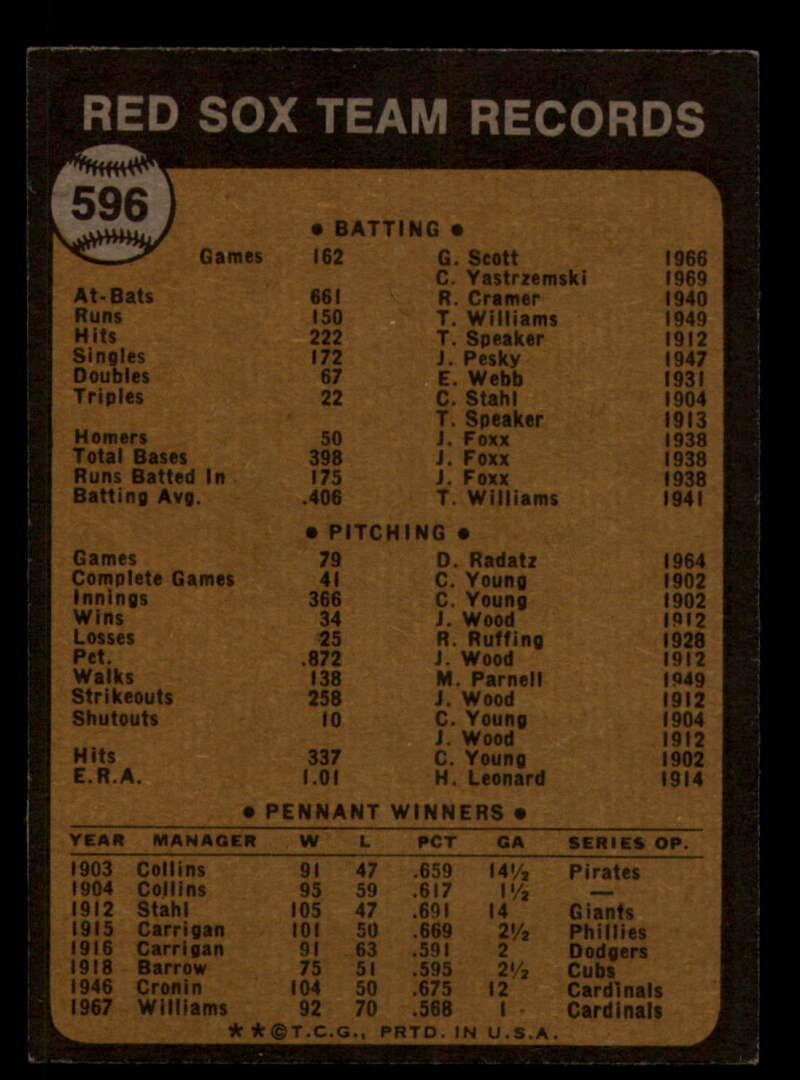 RED SOX TEAM RECORDS
596
• BATTING •
Games 162 G. Scott 1966
C. Yastrzemski 1969
At-Bats 661 R. Cramer 1940
Runs 150 T. Williams 1949
Hits 222 T. Speaker 1912
Singles 172 J. Pesky 1947
Doubles 67 E. Webb 1931
Triples 22 C. Stahl 1904
T. Speaker 1913
Homers 50 J. Foxx 1938
Total Bases 398 J. Foxx 1938
Runs Batted In 175 J. Foxx 1938
Batting Avg. .406 T. Williams 1941
• PITCHING •
Games 79 D. Radatz 1964
Complete Games 41 C. Young 1902
Innings 366 C. Young 1902
Wins 34 J. Wood 1912
Losses 25 R. Ruffing 1928
Pct. .872 J. Wood 1912
Walks 138 M. Parnell 1949
Strikeouts 258 J. Wood 1912
Shutouts 10 C. Young 1904
J. Wood 1912
Hits 337 C. Young 1902
E.R.A. 1.01 H. Leonard 1914
• PENNANT WINNERS •
YEAR MANAGER W L PCT GA SERIES OP.
1903 Collins 91 47 .659 14½ Pirates
1904 Collins 95 59 .617 1½ —
1912 Stahl 105 47 .691 14 Giants
1915 Carrigan 101 50 .669 2½ Phillies
1916 Carrigan 91 63 .591 2 Dodgers
1918 Barrow 75 51 .595 2½ Cubs
1946 Cronin 104 50 .675 12 Cardinals
1967 Williams 92 70 .568 1 Cardinals
* * © T.C.G., PRTD. IN U.S.A.